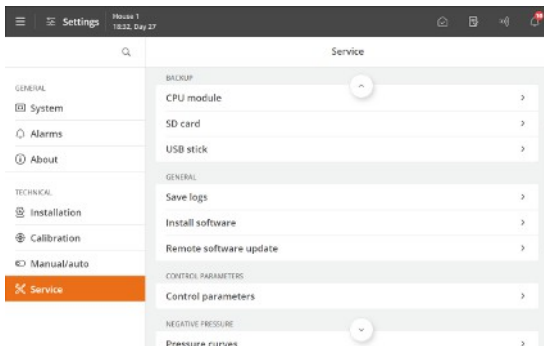 Settings
House 1
18:32, Day 27
Service
GENERAL
System
Alarms
About
TECHNICAL
Installation
Calibration
Manual/auto
Service
BACKUP
CPU module
SD card
USB stick
GENERAL
Save logs
Install software
Remote software update
CONTROL PARAMETERS
Control parameters
NEGATIVE PRESSURE
Pressure curves